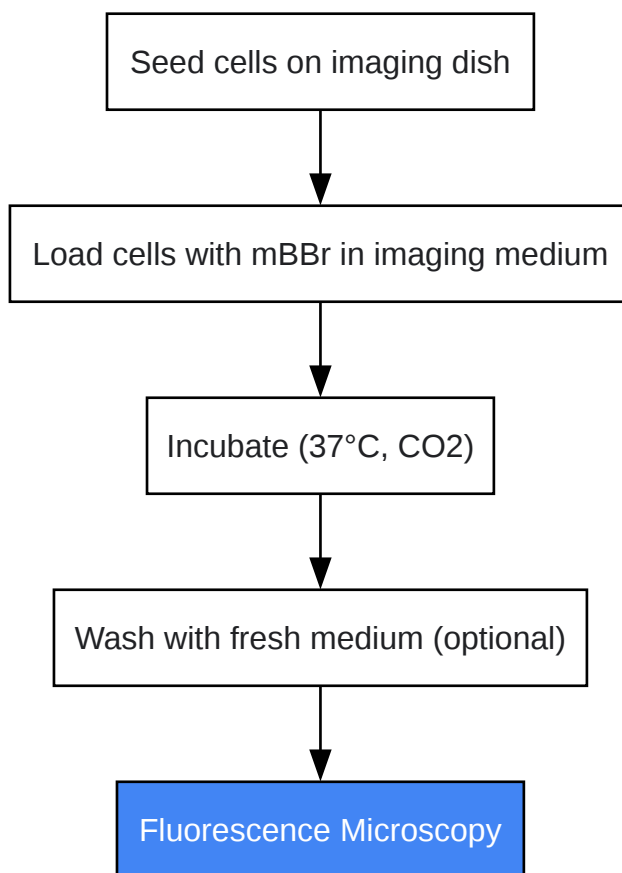 Seed cells on imaging dish
Load cells with mBBr in imaging medium
Incubate (37°C, CO2)
Wash with fresh medium (optional)
Fluorescence Microscopy